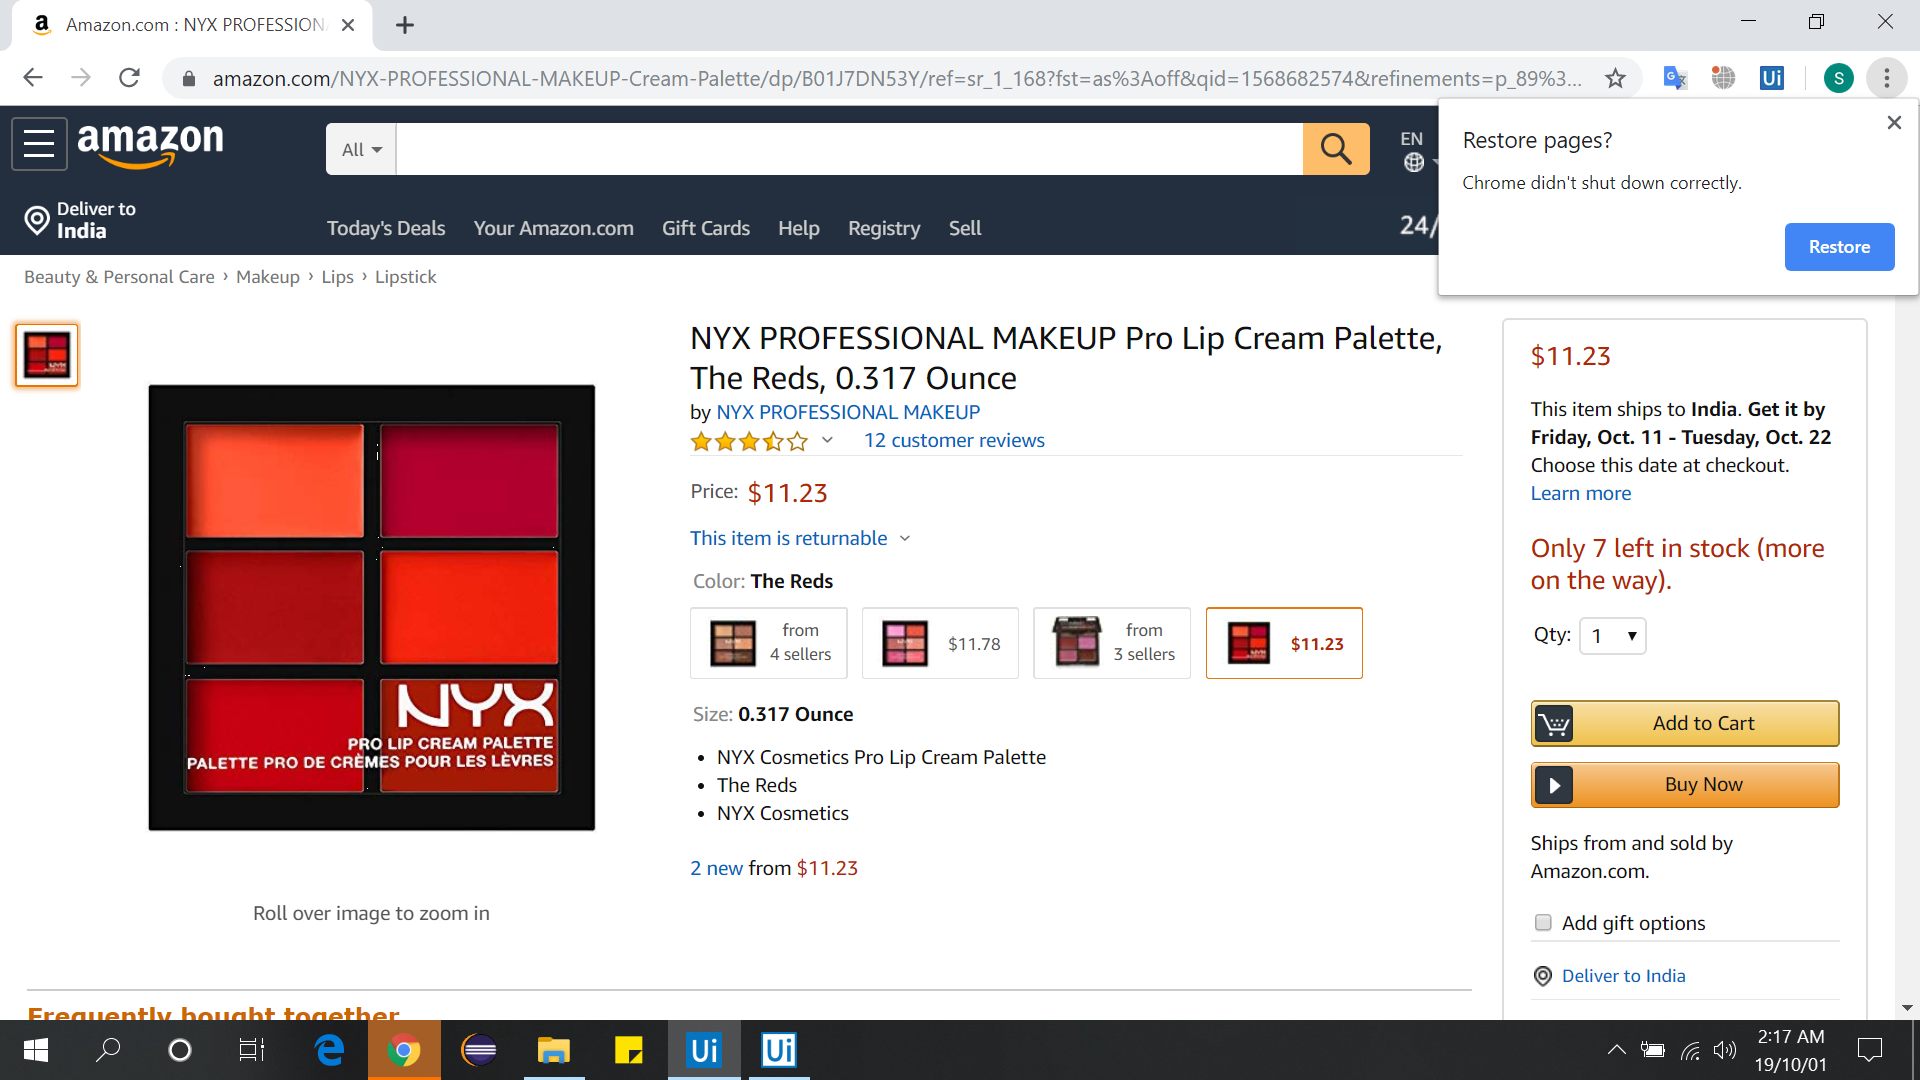 Amazon.com : NYX PROFESSION
amazon.com/NYX-PROFESSIONAL-MAKEUP-Cream-Palette/dp/B01J7DN53Y/ref=sr_1_168?fst=as%3Aoff&qid=1568682574&refinements=p_89%3...
S
Restore pages?
Chrome didn't shut down correctly.
Restore
amazon
All
EN
Deliver to
India
Today's Deals
Your Amazon.com
Gift Cards
Help
Registry
Sell
24/
Beauty & Personal Care › Makeup › Lips › Lipstick
NYX PROFESSIONAL MAKEUP Pro Lip Cream Palette,
The Reds, 0.317 Ounce
by NYX PROFESSIONAL MAKEUP
12 customer reviews
Price: $11.23
This item is returnable
Color: The Reds
from
4 sellers
$11.78
from
3 sellers
$11.23
Size: 0.317 Ounce
• NYX Cosmetics Pro Lip Cream Palette
• The Reds
• NYX Cosmetics
2 new from $11.23
NYX
PRO LIP CREAM PALETTE
PALETTE PRO DE CRÈMES POUR LES LÈVRES
Roll over image to zoom in
$11.23
This item ships to India. Get it by
Friday, Oct. 11 - Tuesday, Oct. 22
Choose this date at checkout.
Learn more
Only 7 left in stock (more
on the way).
Qty: 1
Add to Cart
Buy Now
Ships from and sold by
Amazon.com.
Add gift options
Deliver to India
Frequently bought together
Ui
Ui
Ui
2:17 AM
19/10/01